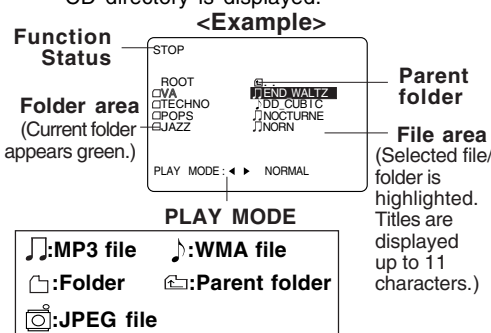 CD directory is displayed.
<Example>
Function
Status
STOP
ROOT
VA
TECHNO
POPS
JAZZ
. .
END WALTZ
DD_CUBIC
NOCTURNE
NORN
PLAY MODE : ◄ ► NORMAL
Folder area
(Current folder
appears green.)
Parent
folder
File area
(Selected file/
folder is
highlighted.
Titles are
displayed
up to 11
characters.)
PLAY MODE
:MP3 file :WMA file
:Folder :Parent folder
:JPEG file